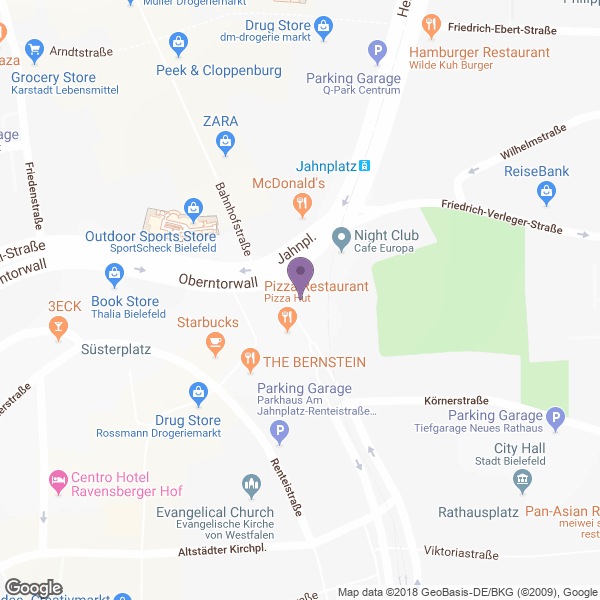 Müller Drogeriemarkt
Drug Store
dm-drogerie markt
Friedrich-Ebert-Straße
Arndtstraße
Hamburger Restaurant
Wilde Kuh Burger
Peek & Cloppenburg
Parking Garage
Q-Park Centrum
Grocery Store
Karstadt Lebensmittel
ZARA
Wilhelmstraße
Jahnplatz
ReiseBank
McDonald's
Friedenstraße
Bahnhofstraße
Friedrich-Verleger-Straße
Outdoor Sports Store
SportScheck Bielefeld
Jahnpl.
Night Club
Cafe Europa
Oberntorwall
Book Store
Thalia Bielefeld
Pizza Restaurant
Pizza Hut
3ECK
Starbucks
Süsterplatz
THE BERNSTEIN
Parking Garage
Parkhaus Am
Jahnplatz-Renteistraße...
Körnerstraße
Drug Store
Rossmann Drogeriemarkt
Parking Garage
Tiefgarage Neues Rathaus
City Hall
Stadt Bielefeld
Centro Hotel
Ravensberger Hof
Renteistraße
Evangelical Church
Evangelische Kirche
von Westfalen
Rathausplatz
Pan-Asian R
meiwei s
rest
Altstädter Kirchpl.
Viktoriastraße
Google
Map data ©2018 GeoBasis-DE/BKG (©2009), Google
Google